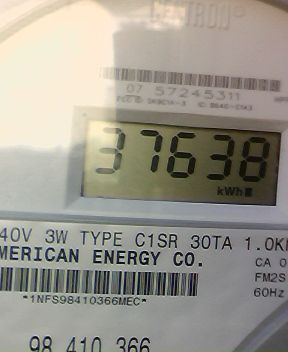 CENTRON®
07 57245311
37638
kWh
40V 3W TYPE C1SR 30TA 1.0K
MERICAN ENERGY CO.
CA 0
FM2S
60Hz
*1NFS98410366MEC*
98 410 366